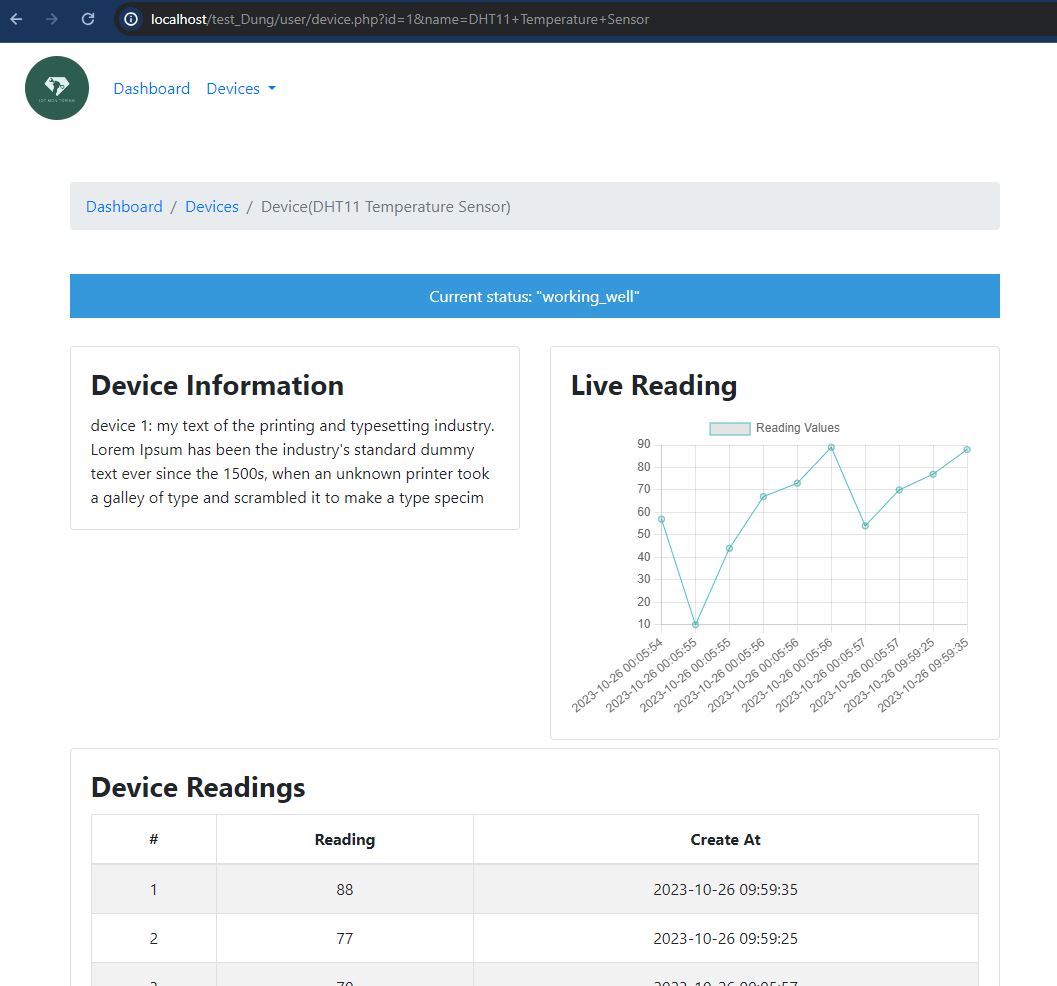 localhost/test_Dung/user/device.php?id=1&name=DHT11+Temperature+Sensor
Dashboard Devices
Dashboard / Devices / Device(DHT11 Temperature Sensor)
Current status: "working_well"
Device Information
device 1: my text of the printing and typesetting industry.
Lorem Ipsum has been the industry's standard dummy
text ever since the 1500s, when an unknown printer took
a galley of type and scrambled it to make a type specim
Live Reading
Reading Values
90
80
70
60
50
40
30
20
10
2023-10-26 00:05:54
2023-10-26 00:05:55
2023-10-26 00:05:55
2023-10-26 00:05:56
2023-10-26 00:05:56
2023-10-26 00:05:56
2023-10-26 00:05:57
2023-10-26 00:05:57
2023-10-26 09:59:25
2023-10-26 09:59:35
Device Readings
# Reading Create At
1 88 2023-10-26 09:59:35
2 77 2023-10-26 09:59:25
3 70 2023-10-26 00:05:57